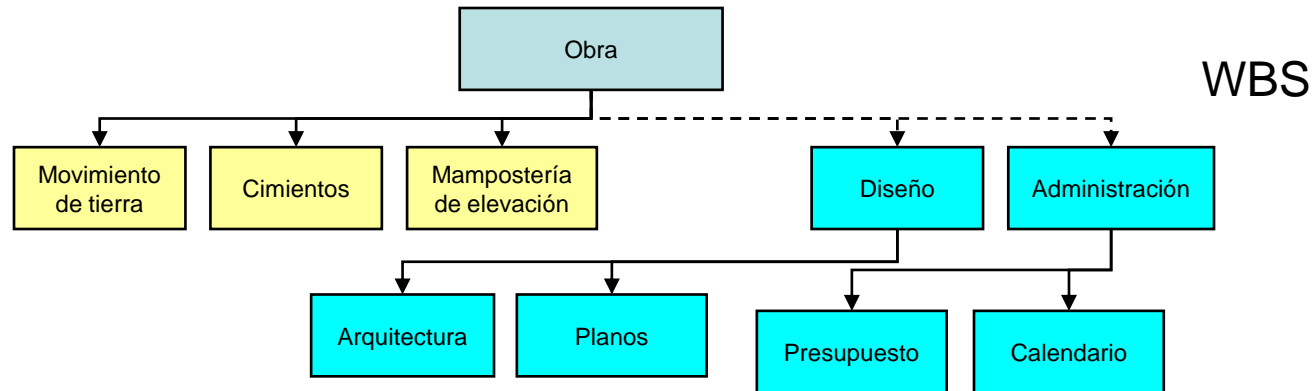 Obra
WBS
Movimiento
de tierra
Cimientos
Mampostería
de elevación
Diseño
Administración
Arquitectura
Planos
Presupuesto
Calendario